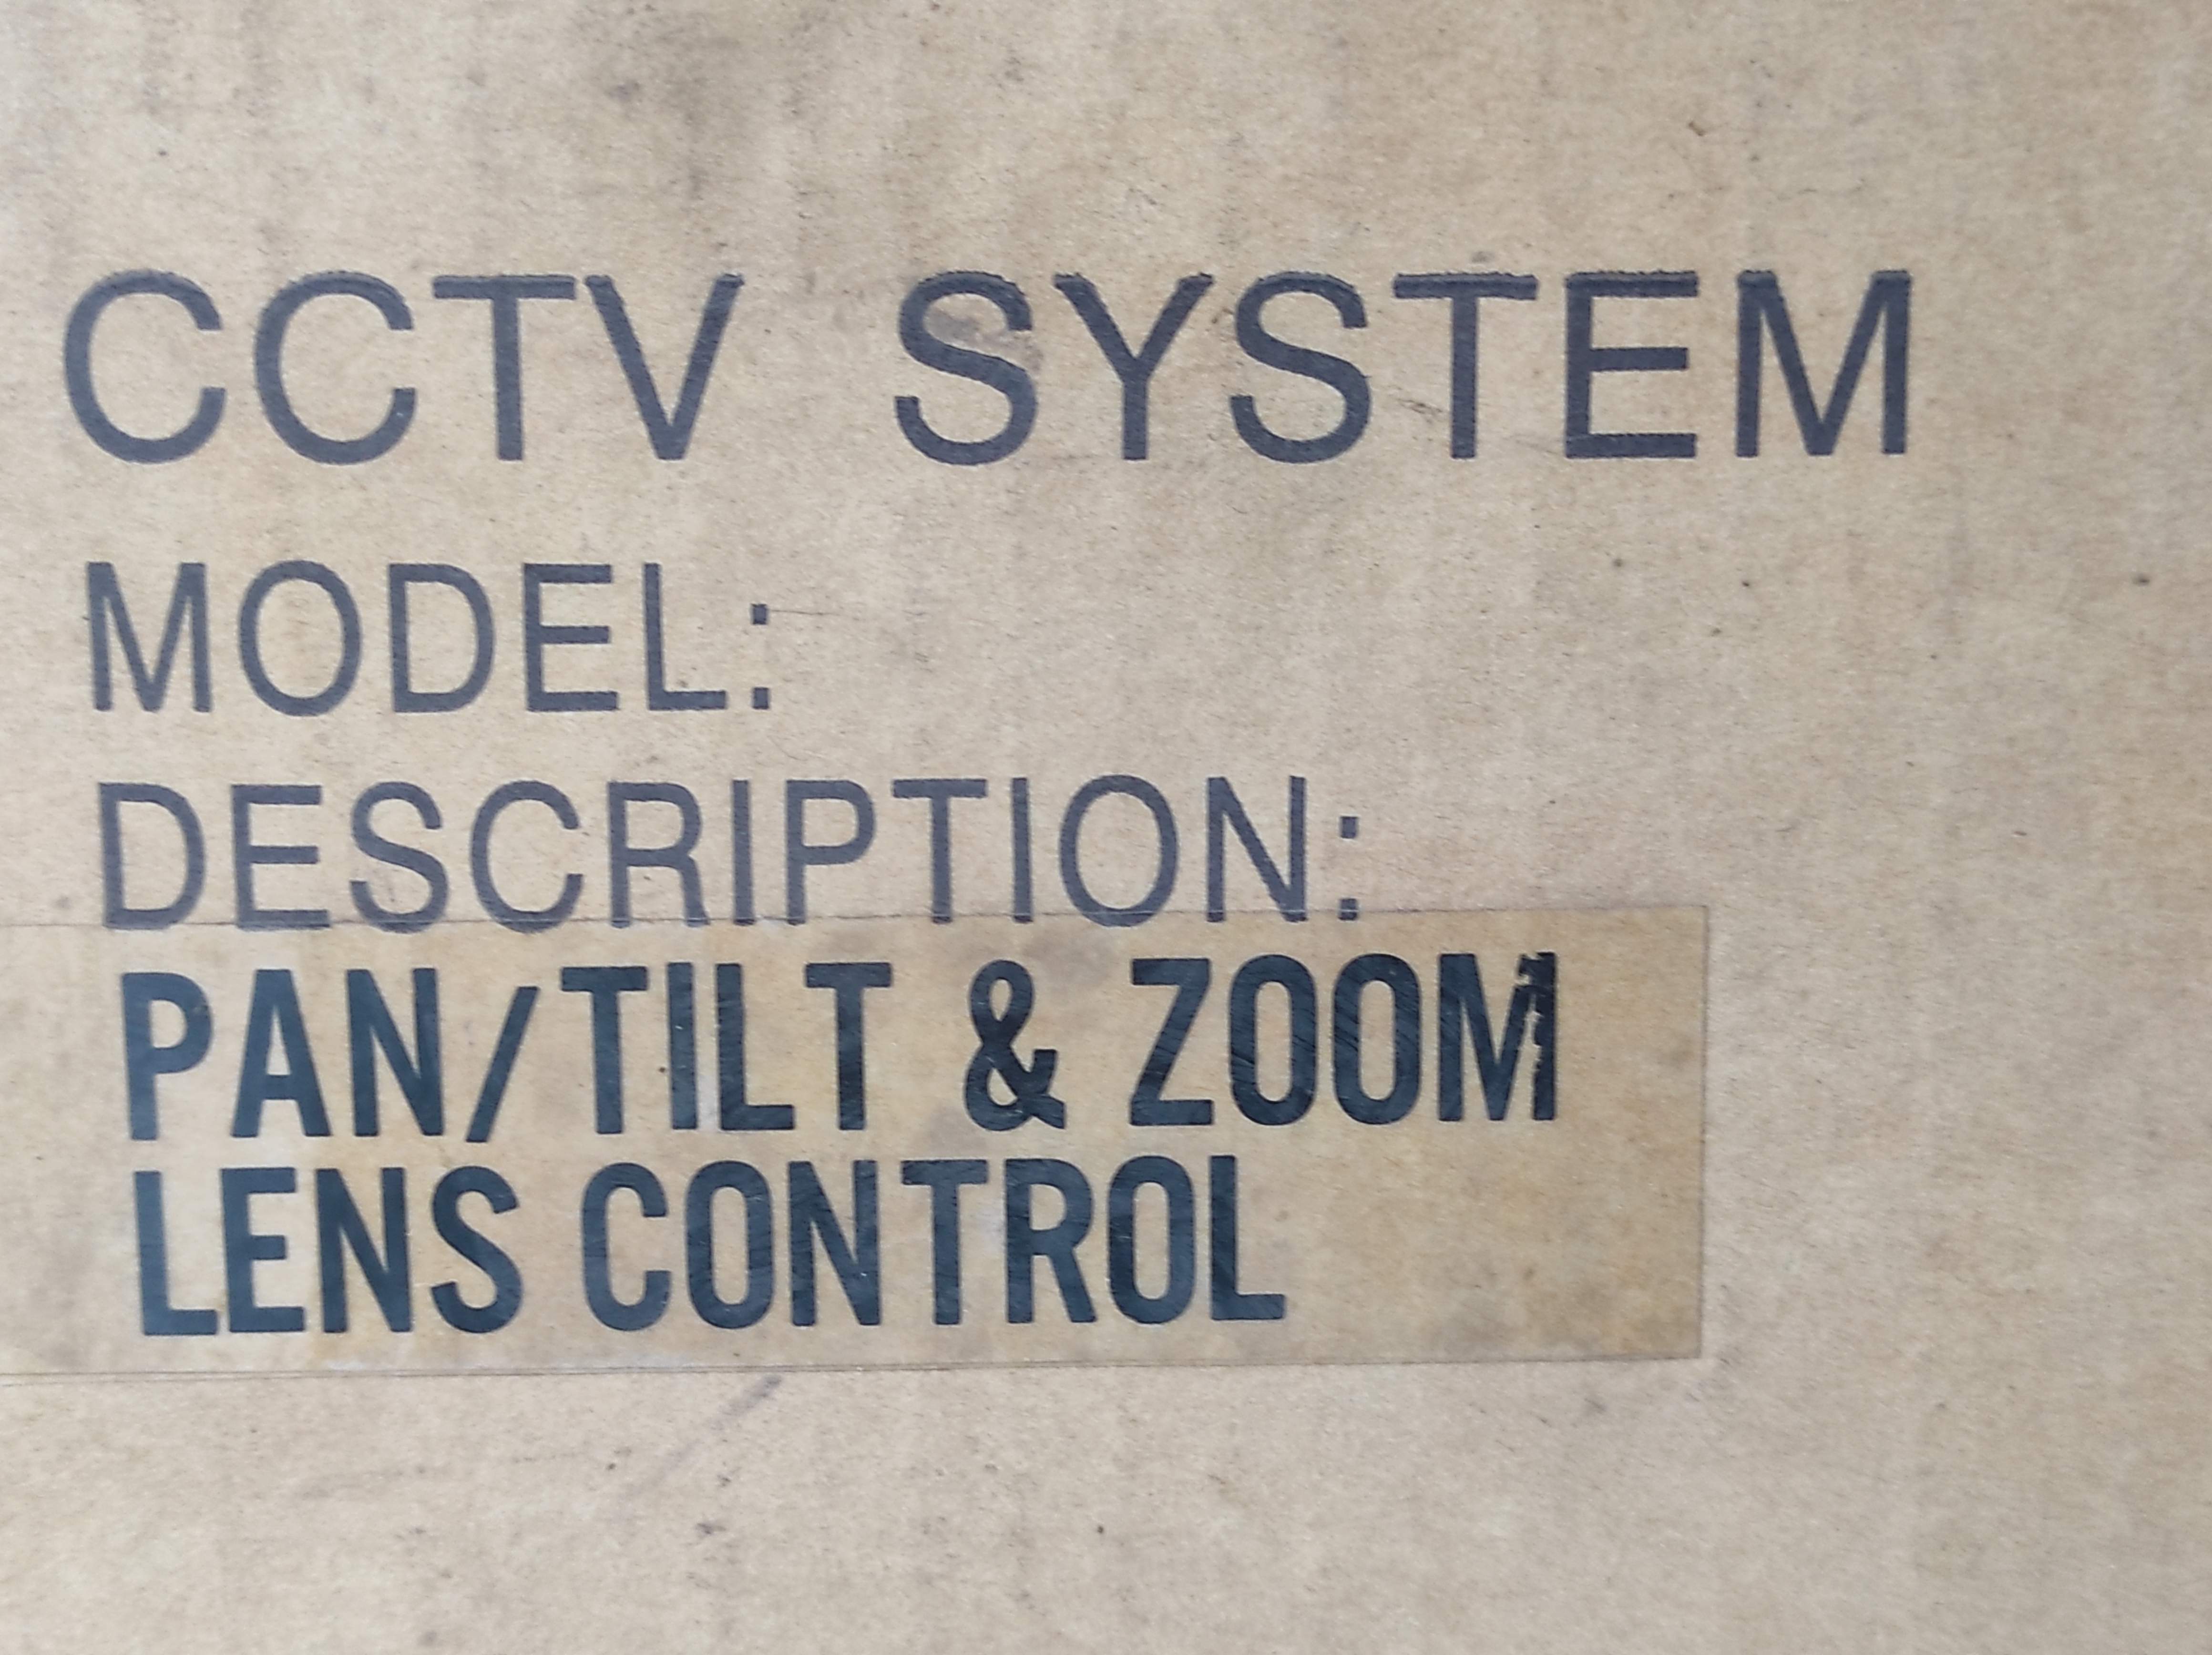 CCTV SYSTEM
MODEL:
DESCRIPTION:
PAN/TILT & ZOOM
LENS CONTROL